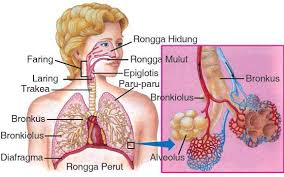 Rongga Hidung
Faring
Rongga Mulut
Epiglotis
Laring
Paru-paru
Trakea
Bronkus
Bronkiolus
Bronkus
Bronkiolus
Diafragma
Alveolus
Rongga Perut